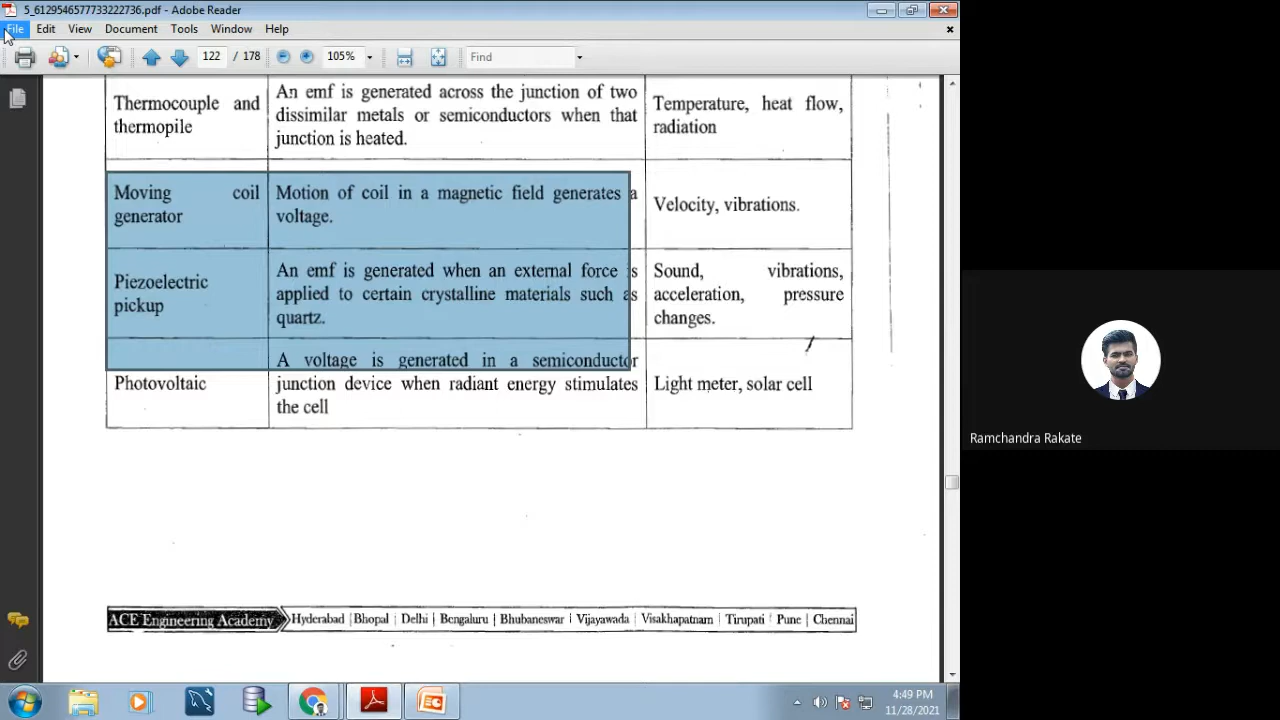 5_6129546577733222736.pdf - Adobe Reader
File Edit View Document Tools Window Help
122 / 178 105% Find
Thermocouple and thermopile
An emf is generated across the junction of two
dissimilar metals or semiconductors when that
junction is heated.
Temperature, heat flow,
radiation
Moving coil
generator
Motion of coil in a magnetic field generates a
voltage.
Velocity, vibrations.
Piezoelectric
pickup
An emf is generated when an external force is
applied to certain crystalline materials such as
quartz.
Sound, vibrations,
acceleration, pressure
changes.
Photovoltaic
A voltage is generated in a semiconductor
junction device when radiant energy stimulates
the cell
Light meter, solar cell
ACE Engineering Academy Hyderabad | Bhopal | Delhi | Bengaluru | Bhubaneswar | Vijayawada | Visakhapatnam | Tirupati | Pune | Chennai
Ramchandra Rakate
4:49 PM
11/28/2021